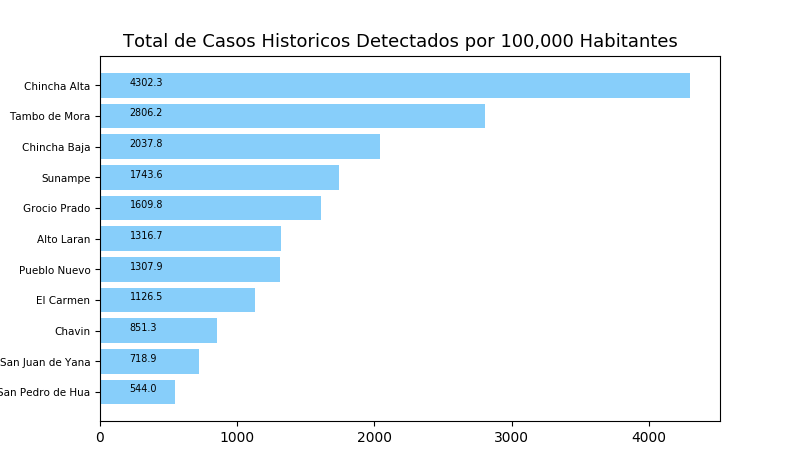 Total de Casos Historicos Detectados por 100,000 Habitantes
Chincha Alta 4302.3
Tambo de Mora 2806.2
Chincha Baja 2037.8
Sunampe 1743.6
Grocio Prado 1609.8
Alto Laran 1316.7
Pueblo Nuevo 1307.9
El Carmen 1126.5
Chavin 851.3
San Juan de Yana 718.9
San Pedro de Hua 544.0
0 1000 2000 3000 4000